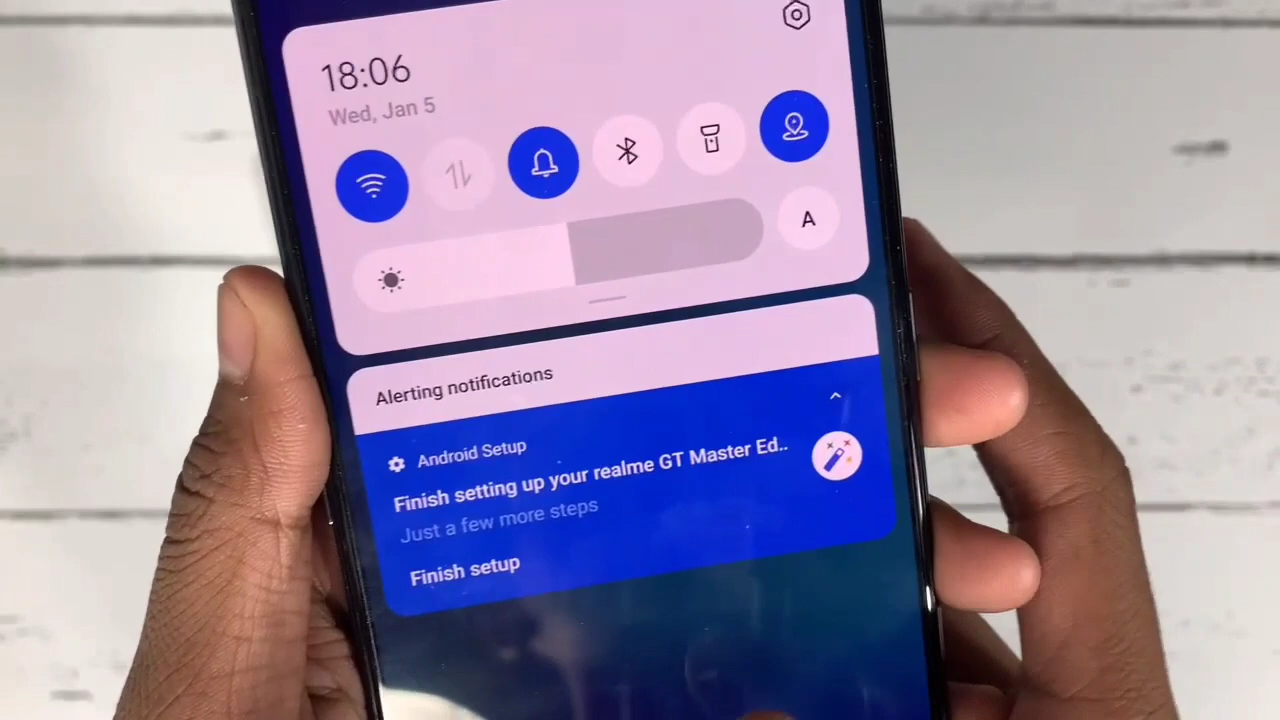 18:06
Wed, Jan 5
A
Alerting notifications
Android Setup
Finish setting up your realme GT Master Ed..
Just a few more steps
Finish setup